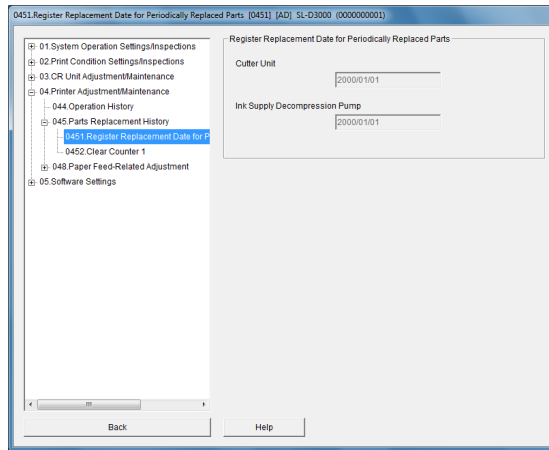 0451.Register Replacement Date for Periodically Replaced Parts [0451] [AD] SL-D3000 (0000000001)
01.System Operation Settings/Inspections
02.Print Condition Settings/Inspections
03.CR Unit Adjustment/Maintenance
04.Printer Adjustment/Maintenance
044.Operation History
045.Parts Replacement History
0451.Register Replacement Date for P
0452.Clear Counter 1
048.Paper Feed-Related Adjustment
05.Software Settings
Register Replacement Date for Periodically Replaced Parts
Cutter Unit
2000/01/01
Ink Supply Decompression Pump
2000/01/01
Back
Help